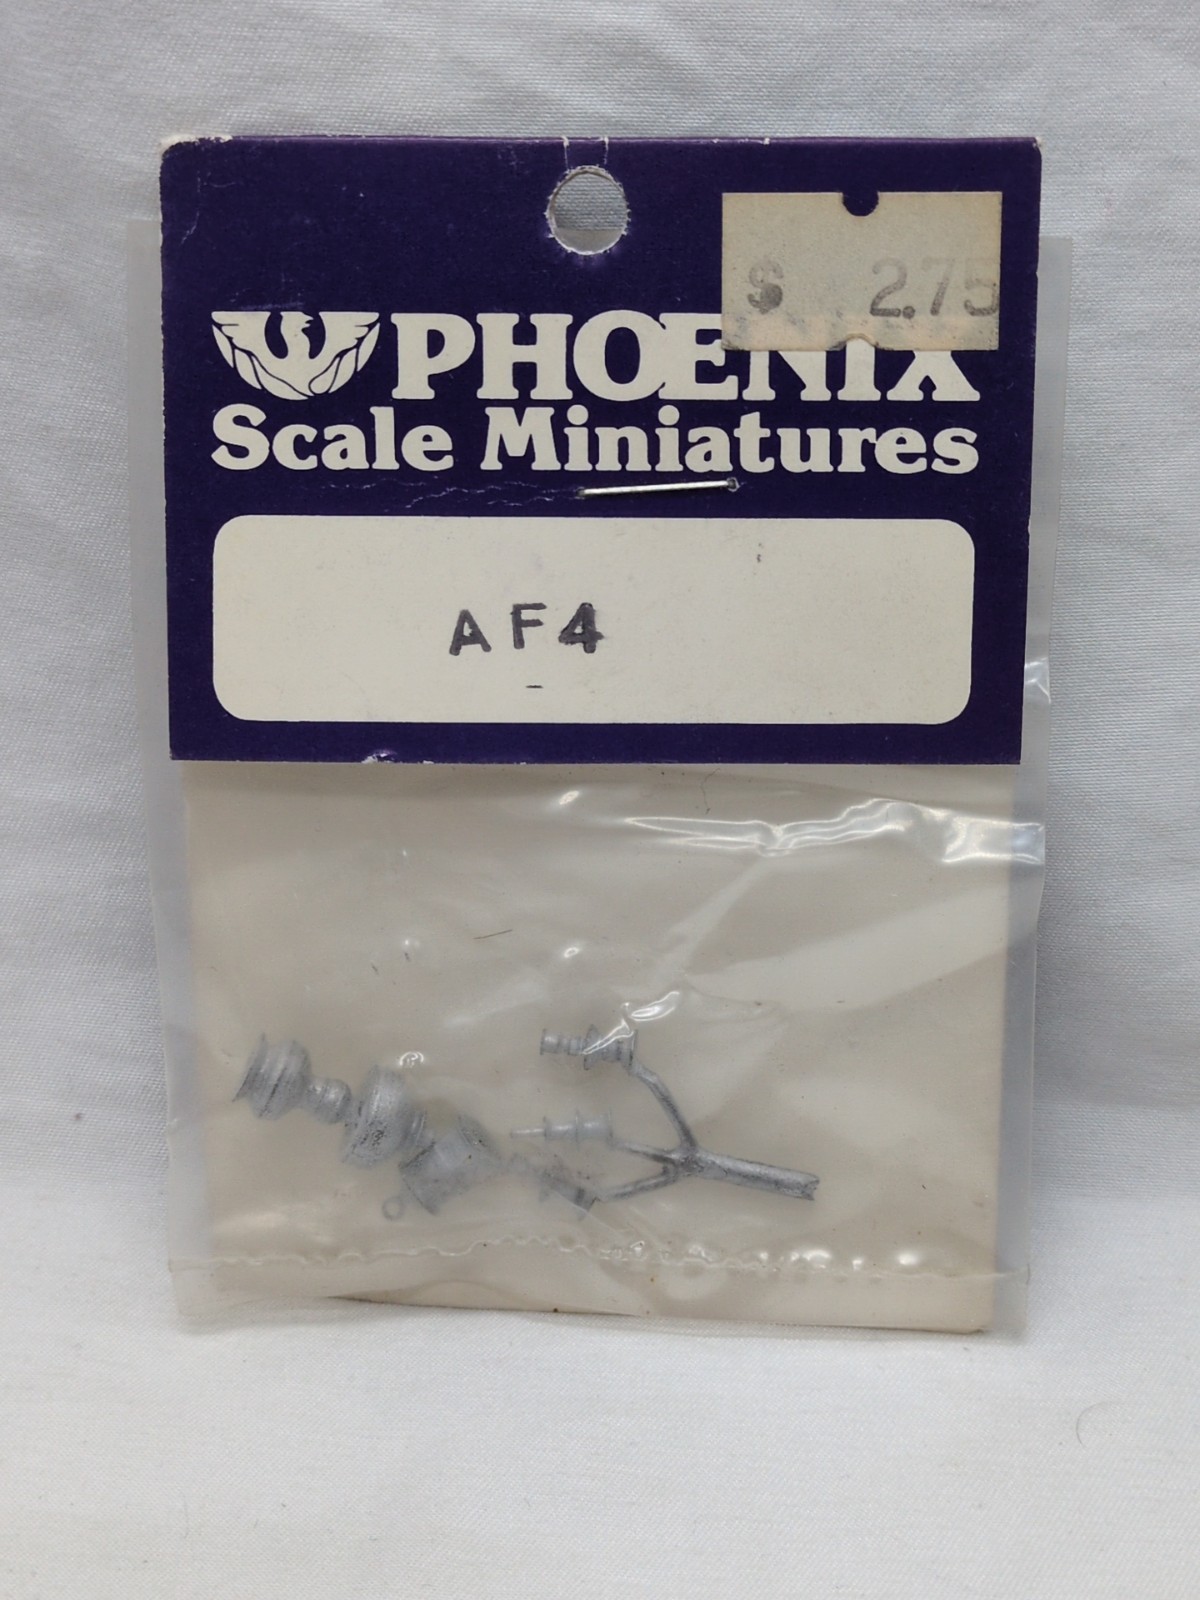 $ 2.75
PHOENIX
Scale Miniatures
AF4